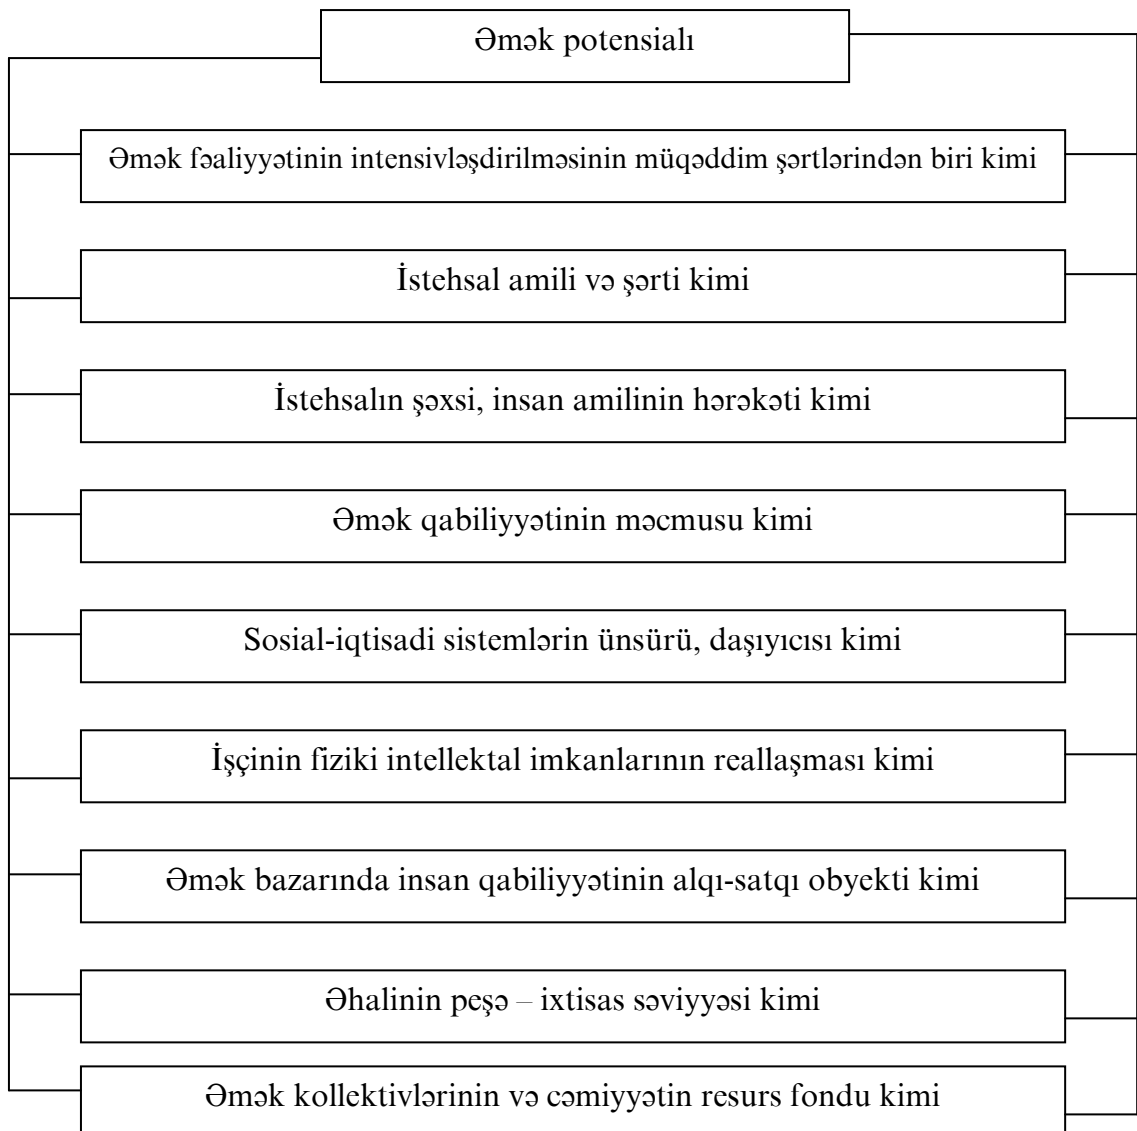 Əmək potensialı
Əmək fəaliyyətinin intensivləşdirilməsinin müqəddim şərtlərindən biri kimi
İstehsal amili və şərti kimi
İstehsalın şəxsi, insan amilinin hərəkəti kimi
Əmək qabiliyyətinin məcmusu kimi
Sosial-iqtisadi sistemlərin ünsürü, daşıyıcısı kimi
İşçinin fiziki intellektal imkanlarının reallaşması kimi
Əmək bazarında insan qabiliyyətinin alqı-satqı obyekti kimi
Əhalinin peşə – ixtisas səviyyəsi kimi
Əmək kollektivlərinin və cəmiyyətin resurs fondu kimi